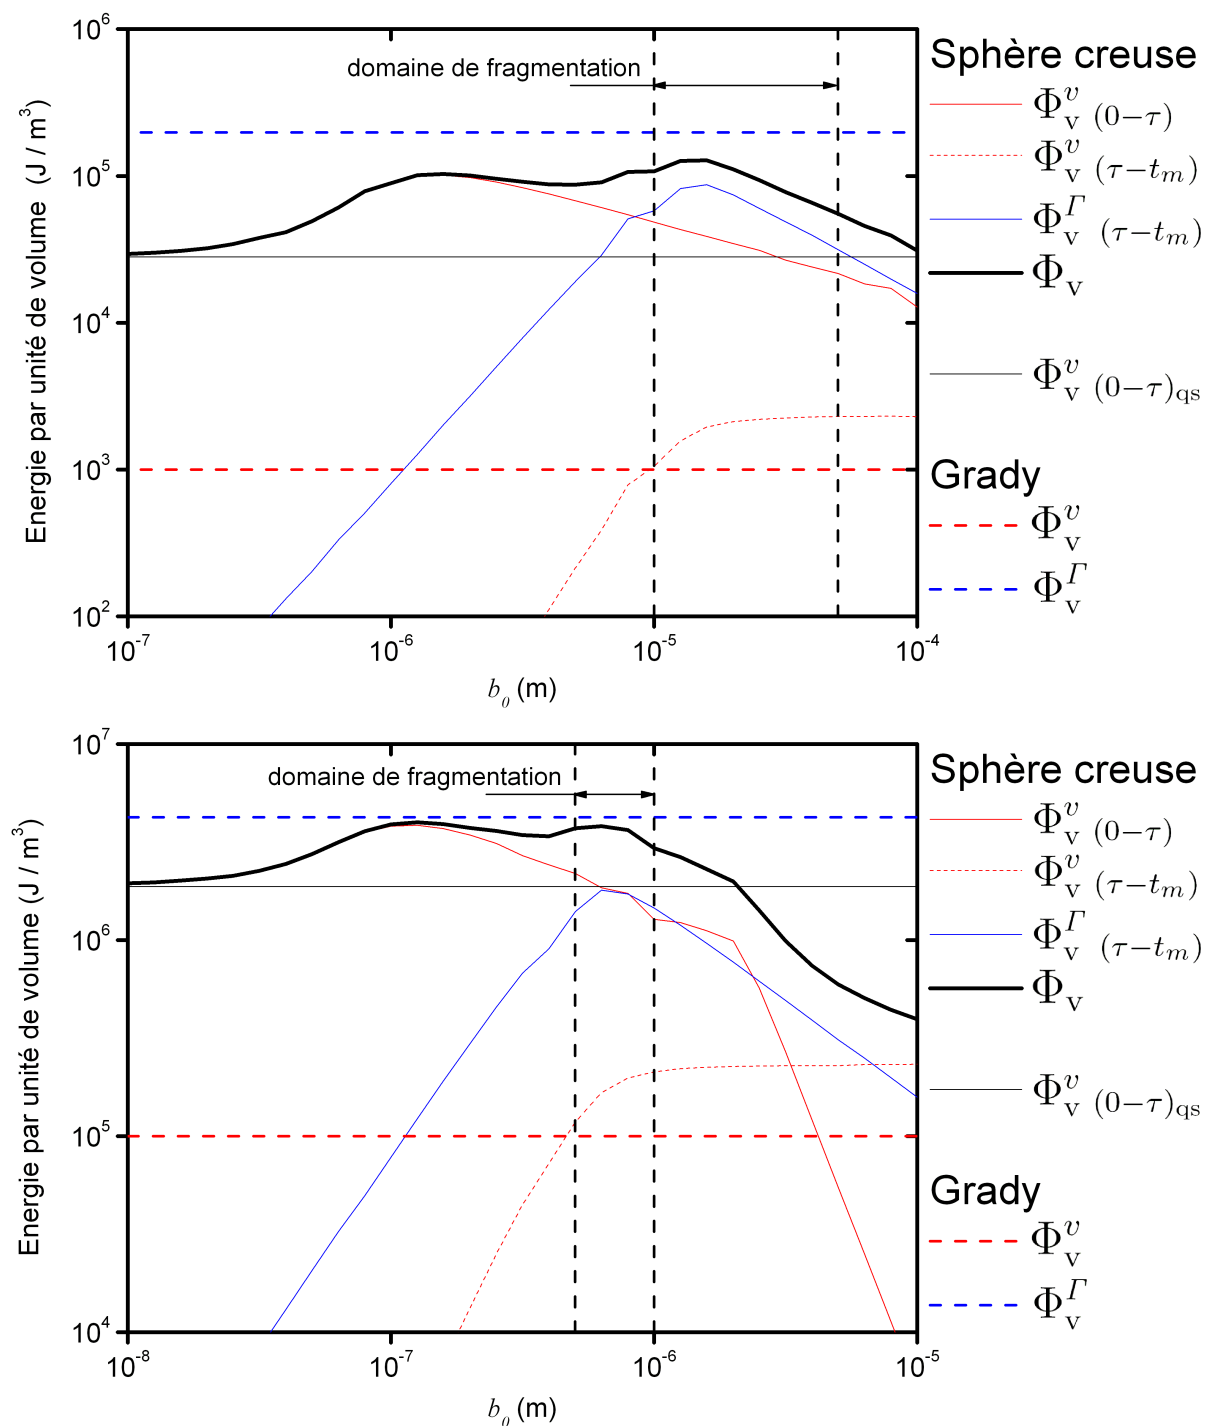 10^6
10^5
10^4
10^3
10^2
Energie par unité de volume (J / m^3)
domaine de fragmentation
10^-7
10^-6
10^-5
10^-4
b_0 (m)
Sphère creuse
Φ_v^v (0−τ)
Φ_v^v (τ−t_m)
Φ_v^Γ (τ−t_m)
Φ_v
Φ_v^v (0−τ)_qs
Grady
Φ_v^v
Φ_v^Γ
10^7
10^6
10^5
10^4
Energie par unité de volume (J / m^3)
domaine de fragmentation
10^-8
10^-7
10^-6
10^-5
b_0 (m)
Sphère creuse
Φ_v^v (0−τ)
Φ_v^v (τ−t_m)
Φ_v^Γ (τ−t_m)
Φ_v
Φ_v^v (0−τ)_qs
Grady
Φ_v^v
Φ_v^Γ